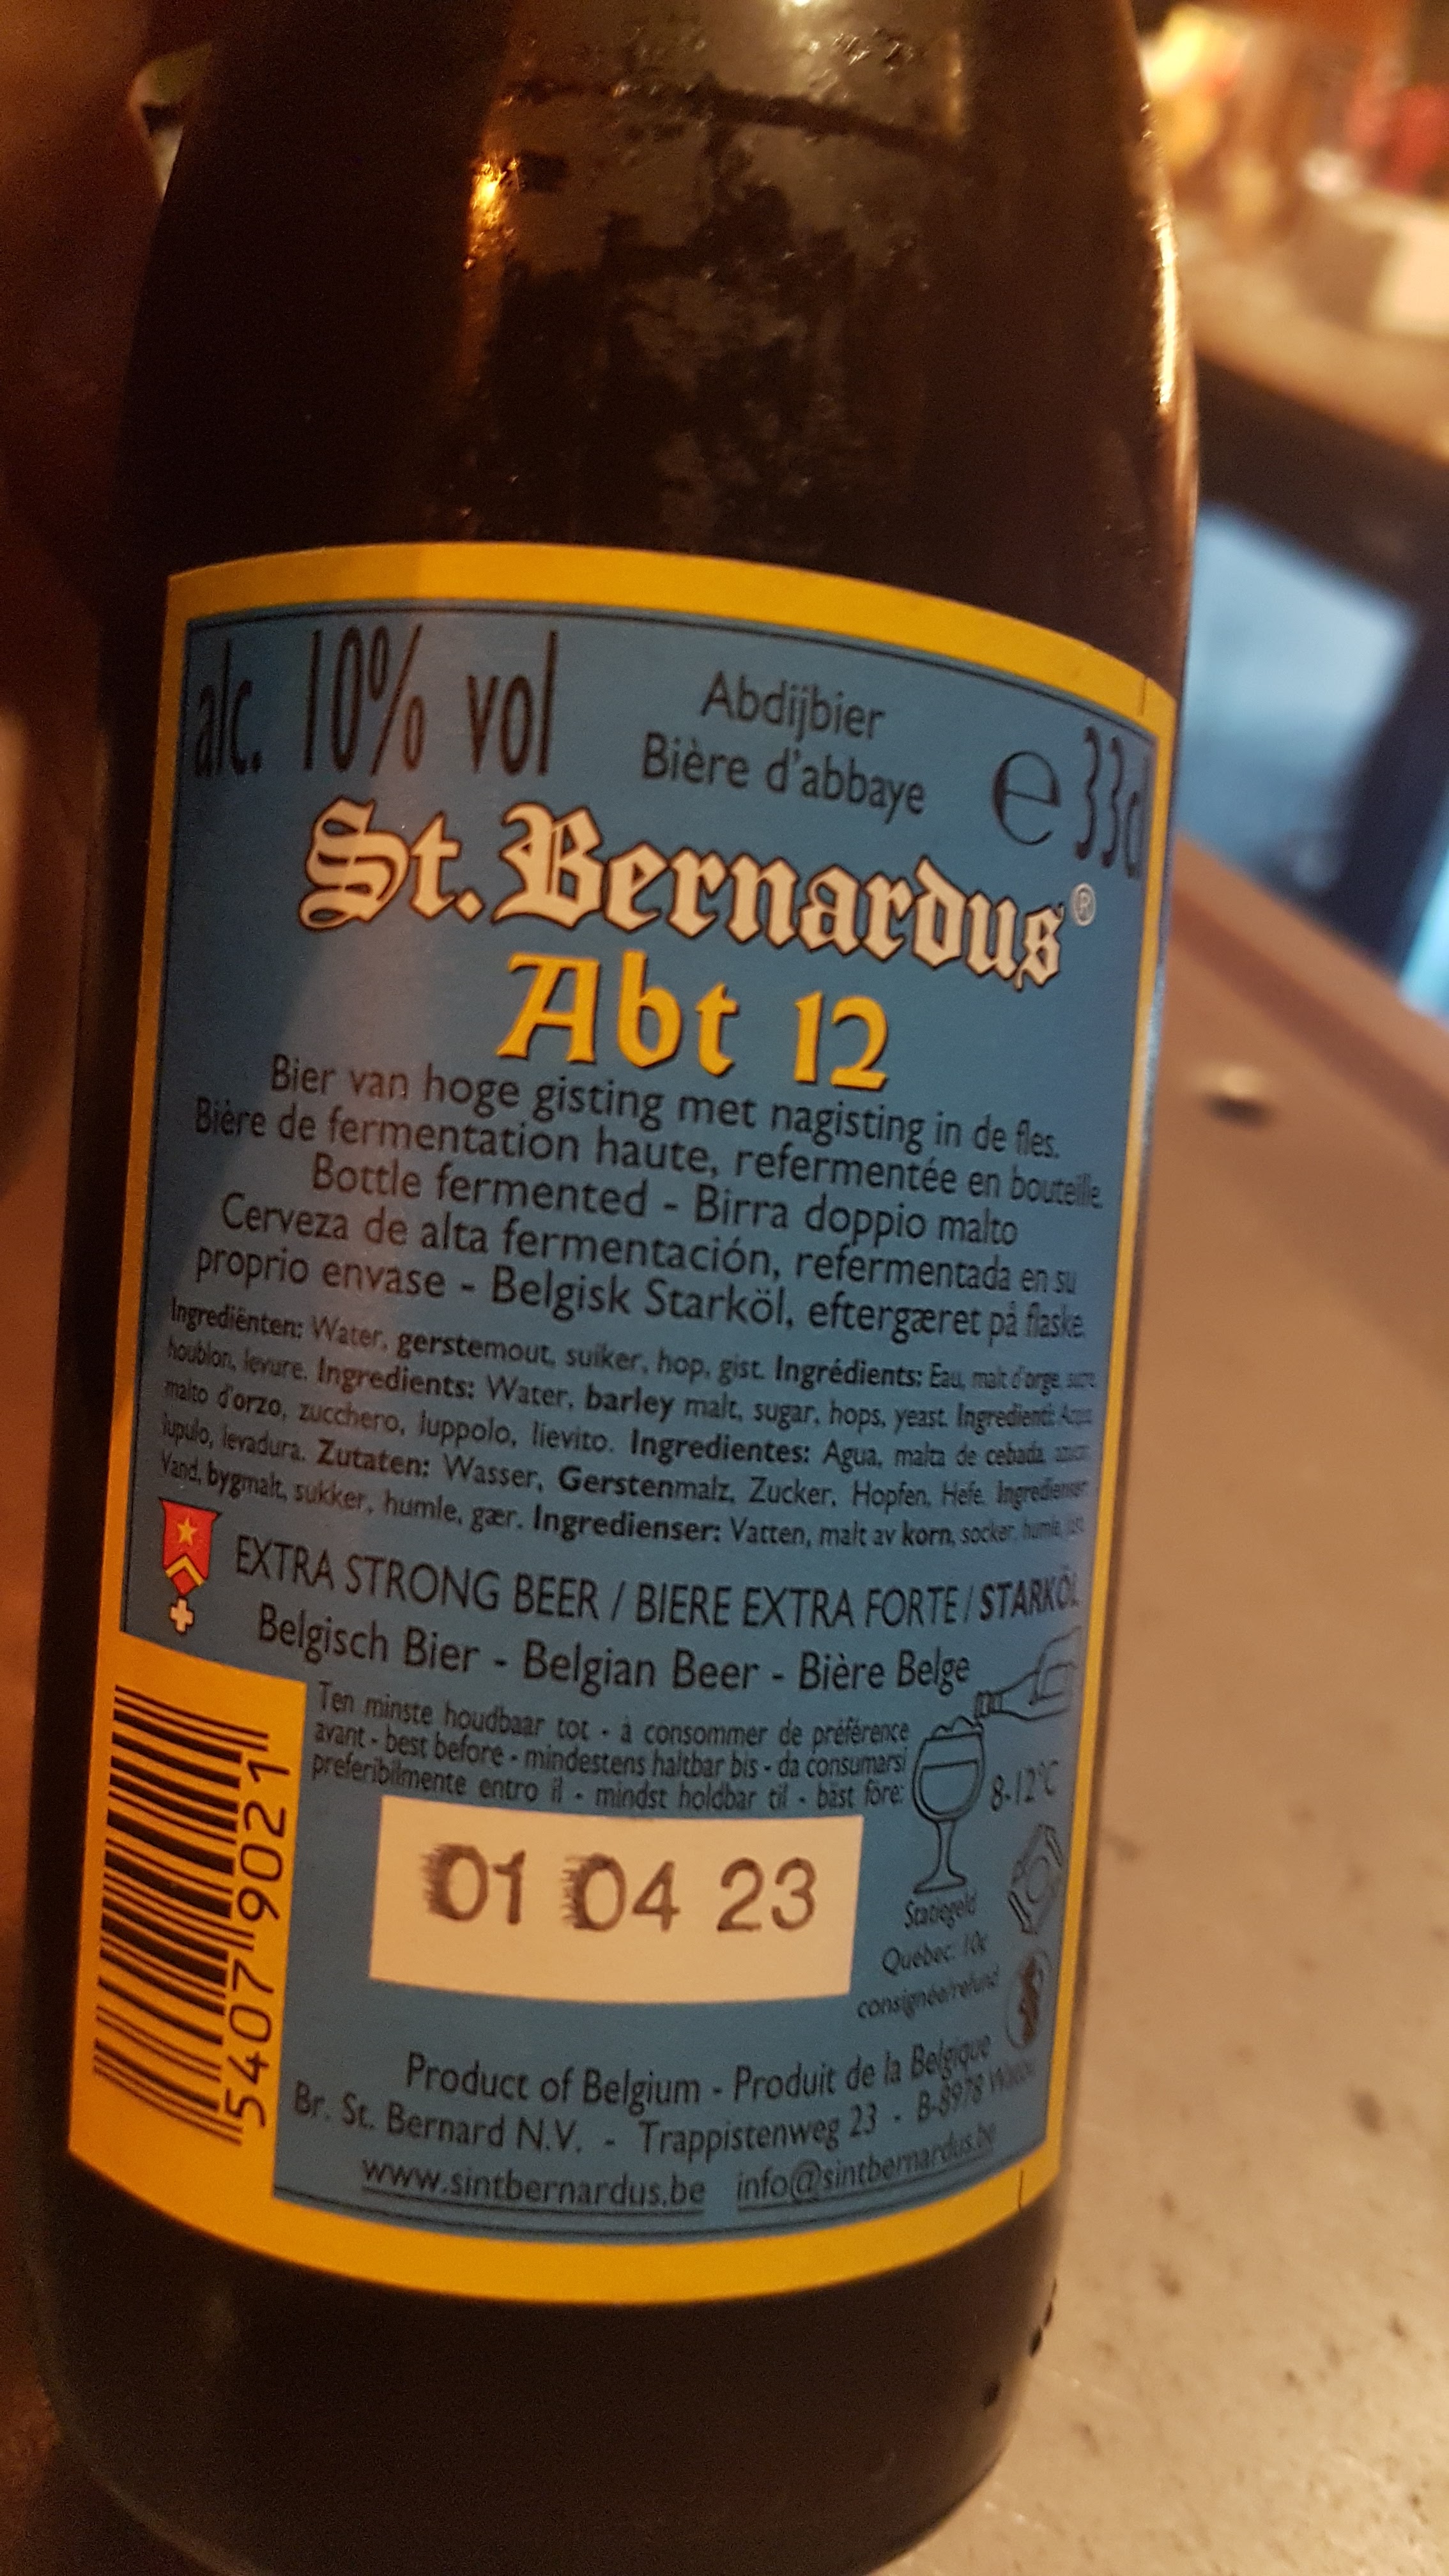 alc. 10% vol
Abdijbier
Bière d'abbaye
e 33cl
St. Bernardus®
Abt 12
Bier van hoge gisting met nagisting in de fles.
Bière de fermentation haute, refermentée en bouteille.
Bottle fermented - Birra doppio malto
Cerveza de alta fermentación, refermentada en su
proprio envase - Belgisk Starköl, eftergæret på flaske.
Ingrediënten: Water, gerstemout, suiker, hop, gist. Ingrédients: Eau, malt d'orge, sucre,
houblon, levure. Ingredients: Water, barley malt, sugar, hops, yeast. Ingredienti: Acqua
malto d'orzo, zucchero, luppolo, lievito. Ingredientes: Agua, malta de cebada, azucar
lupulo, levadura. Zutaten: Wasser, Gerstenmalz, Zucker, Hopfen, Hefe. Ingredienser:
Vand, bygmalt, sukker, humle, gær. Ingredienser: Vatten, malt av korn, socker, humle,
EXTRA STRONG BEER / BIERE EXTRA FORTE / STARKÖL
Belgisch Bier - Belgian Beer - Bière Belge
Ten minste houdbaar tot - à consommer de préférence
avant - best before - mindestens haltbar bis - da consumarsi
preferibilmente entro il - mindst holdbar til - bäst före:
8-12°C
01 04 23
Statiegeld
Québec: 10¢
consignée/refund
5407 9021
Product of Belgium - Produit de la Belgique
Br. St. Bernard N.V. - Trappistenweg 23 - B-8978 Watou
www.sintbernardus.be info@sintbernardus.be